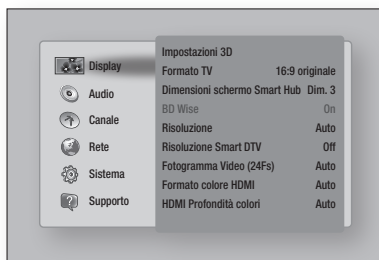 Display
Audio
Canale
Rete
Sistema
Supporto
Impostazioni 3D
Formato TV 16:9 originale
Dimensioni schermo Smart Hub Dim. 3
BD Wise On
Risoluzione Auto
Risoluzione Smart DTV Off
Fotogramma Video (24Fs) Auto
Formato colore HDMI Auto
HDMI Profondità colori Auto